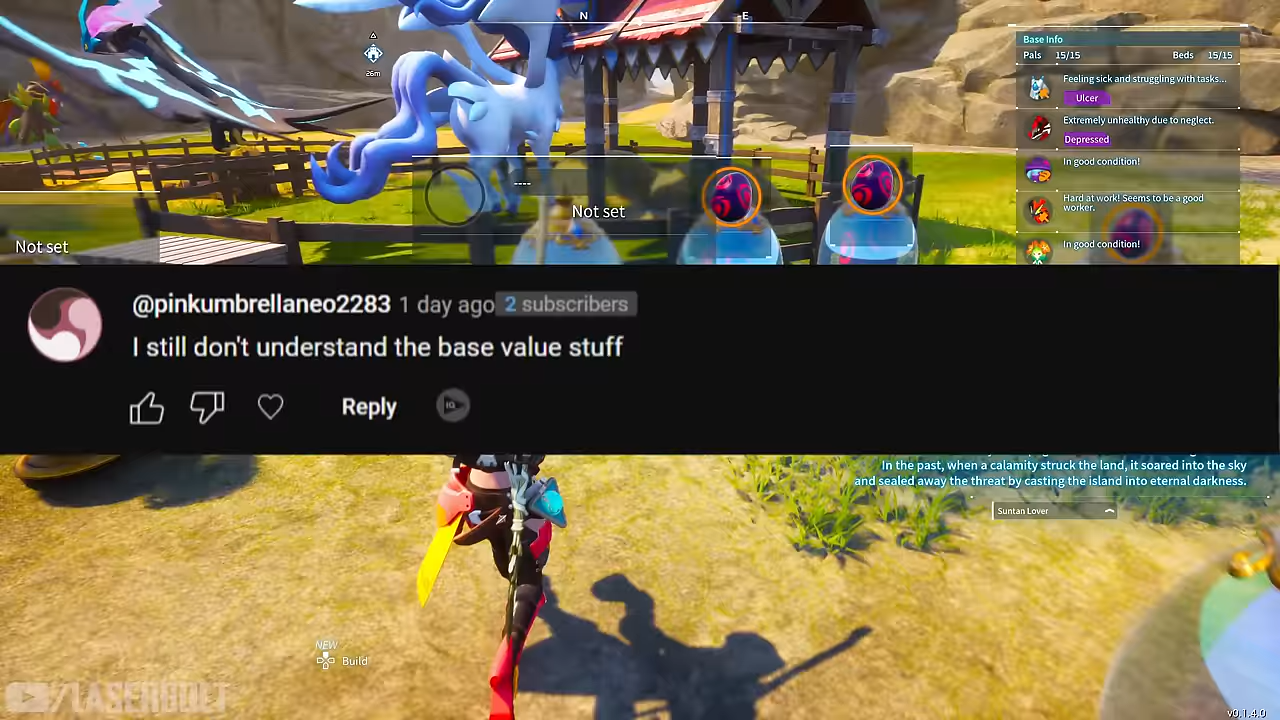 N
E
26m
Base Info
Pals 15/15 Beds 15/15
Feeling sick and struggling with tasks...
Ulcer
Extremely unhealthy due to neglect.
Depressed
In good condition!
Hard at work! Seems to be a good
worker.
In good condition!
----
Not set
Not set
@pinkumbrellaneo2283 1 day ago 2 subscribers
I still don't understand the base value stuff
Reply
IQ
In the past, when a calamity struck the land, it soared into the sky
and sealed away the threat by casting the island into eternal darkness.
Suntan Lover
NEW
Build
/LASERBOLT
v0.1.4.0